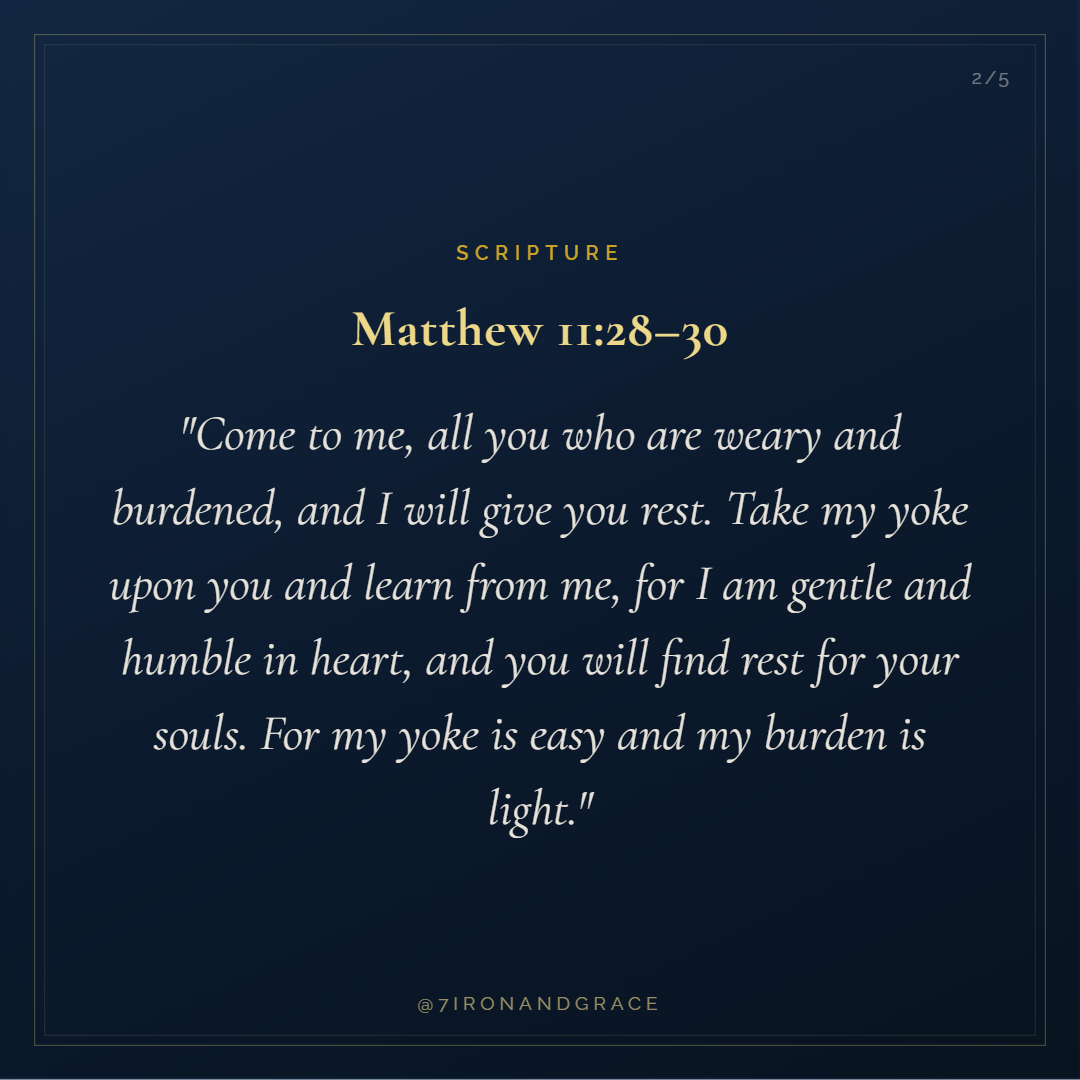 2/5
SCRIPTURE
Matthew 11:28–30
"Come to me, all you who are weary and
burdened, and I will give you rest. Take my yoke
upon you and learn from me, for I am gentle and
humble in heart, and you will find rest for your
souls. For my yoke is easy and my burden is
light."
@7IRONANDGRACE